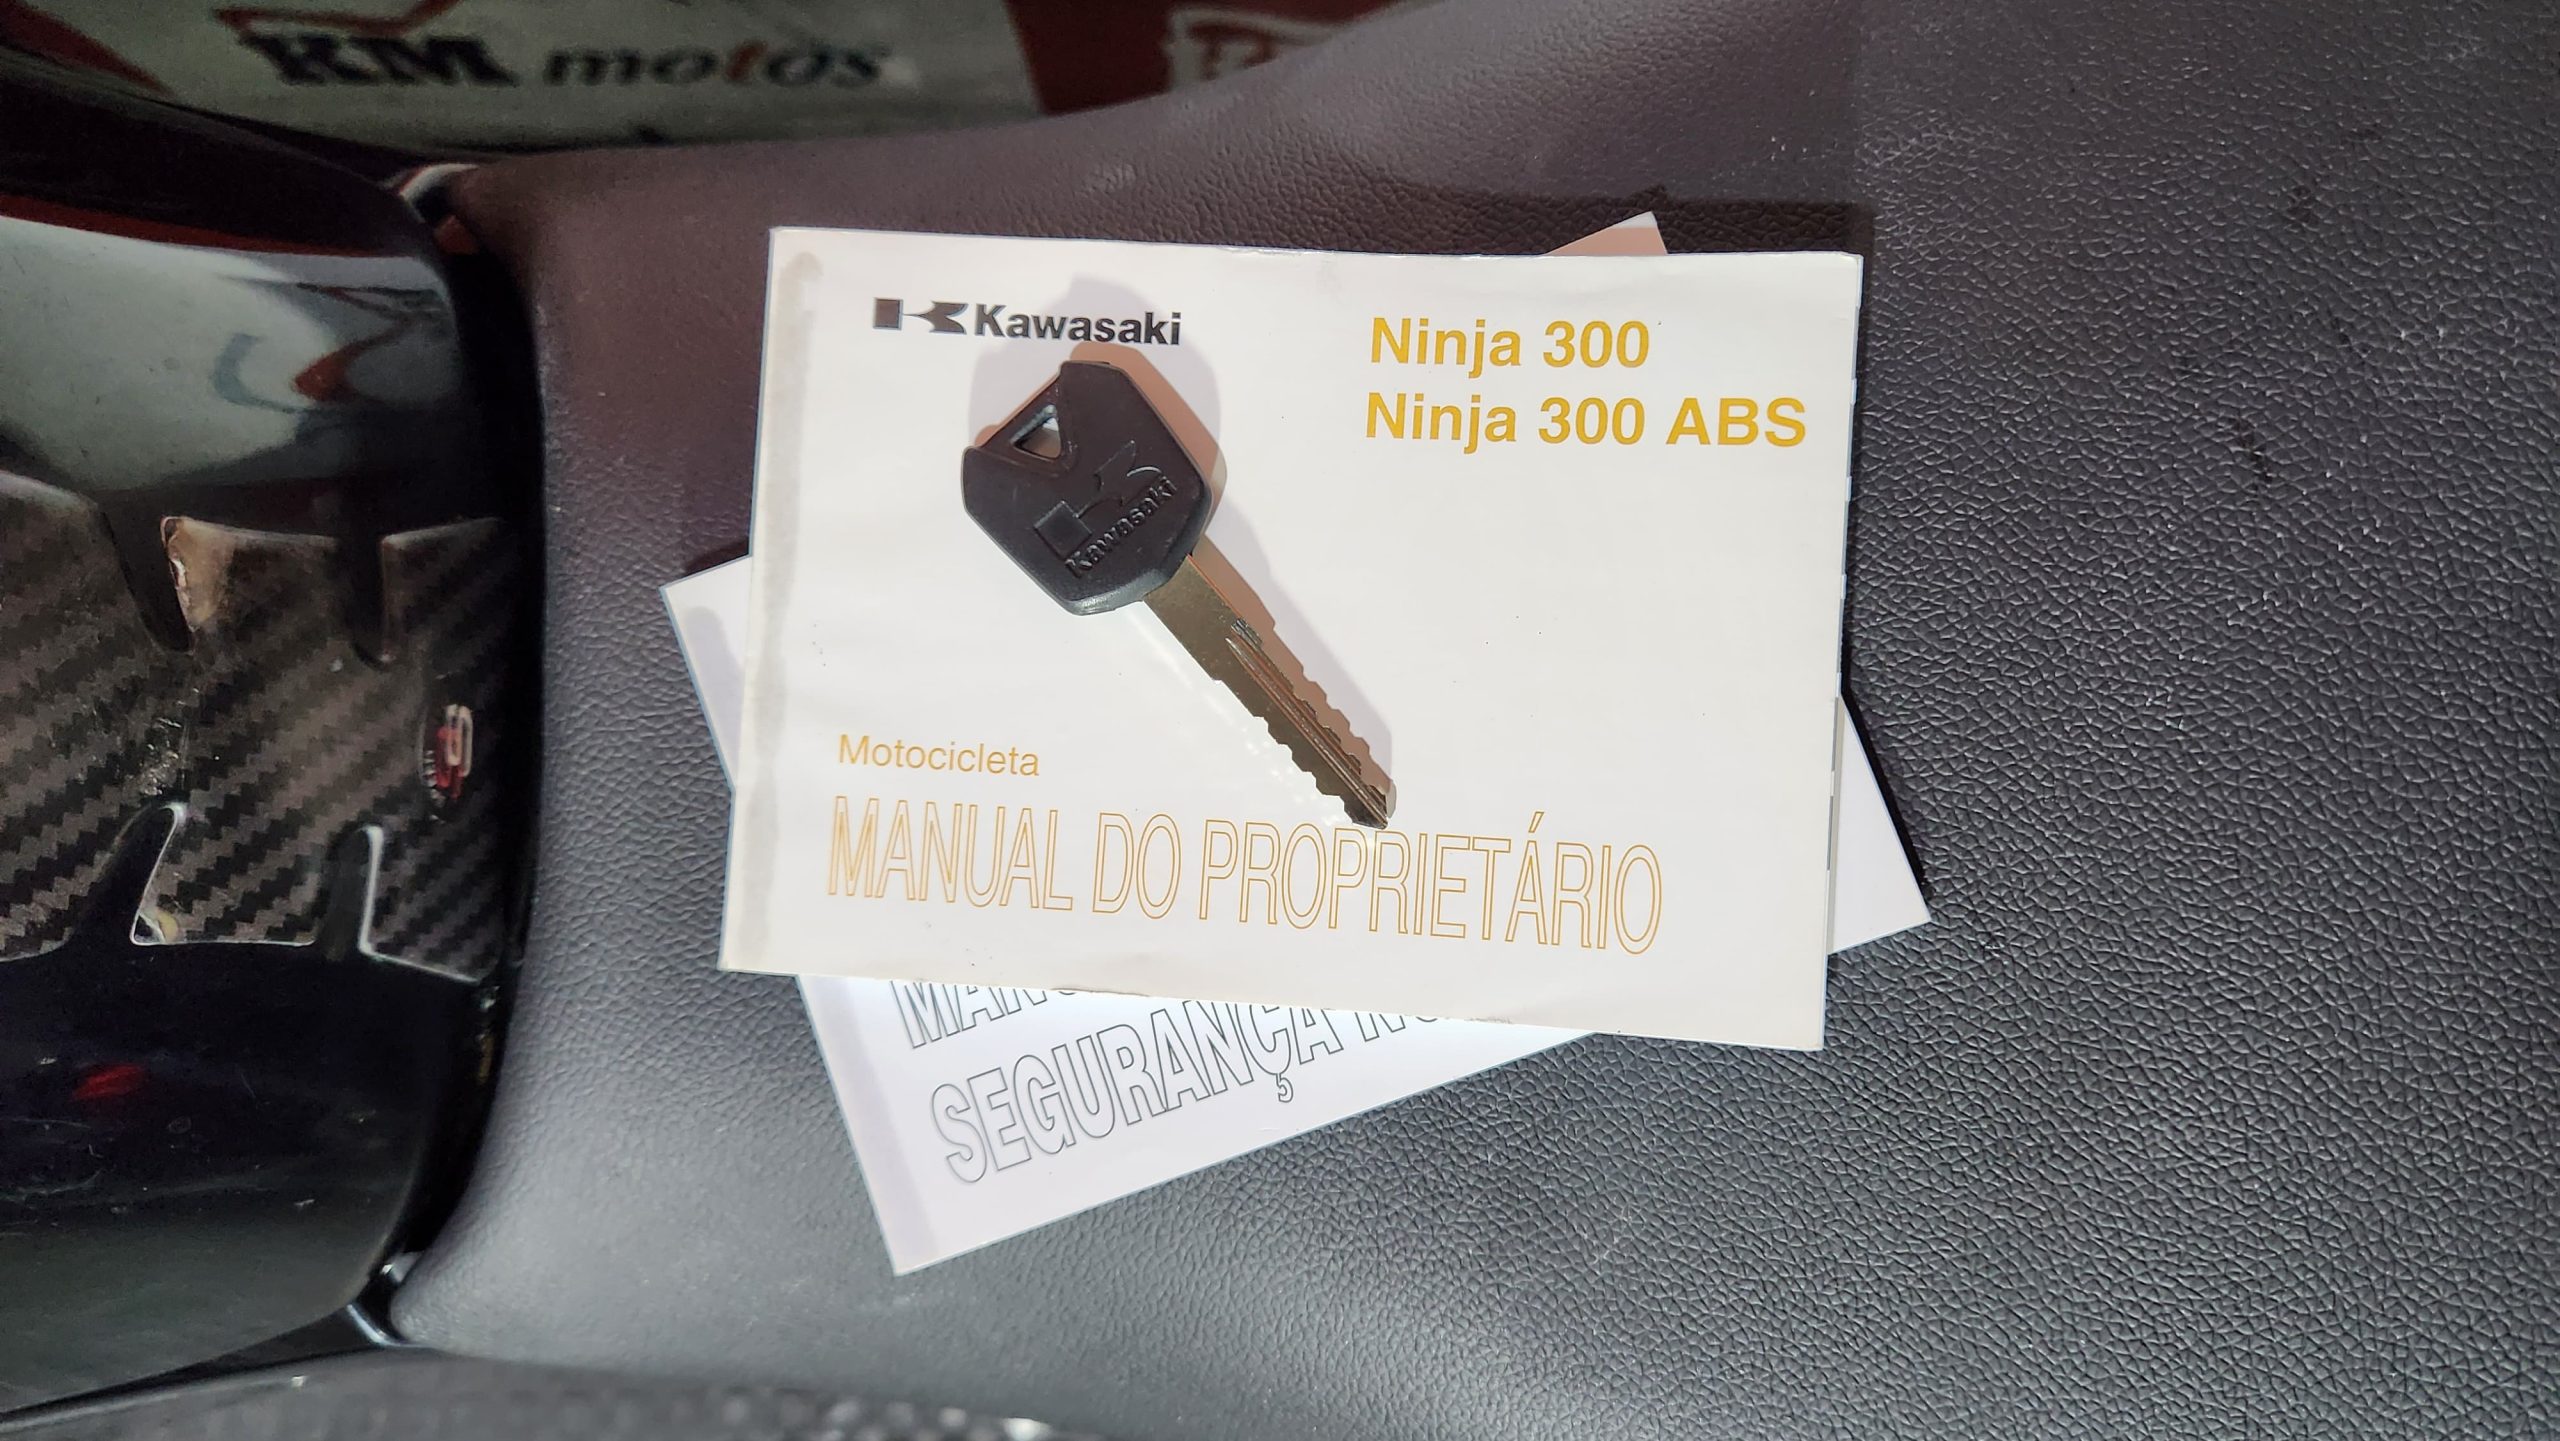 KM motos
Kawasaki
Ninja 300
Ninja 300 ABS
Kawasaki
Motocicleta
MANUAL DO PROPRIETÁRIO
SEGURANÇA